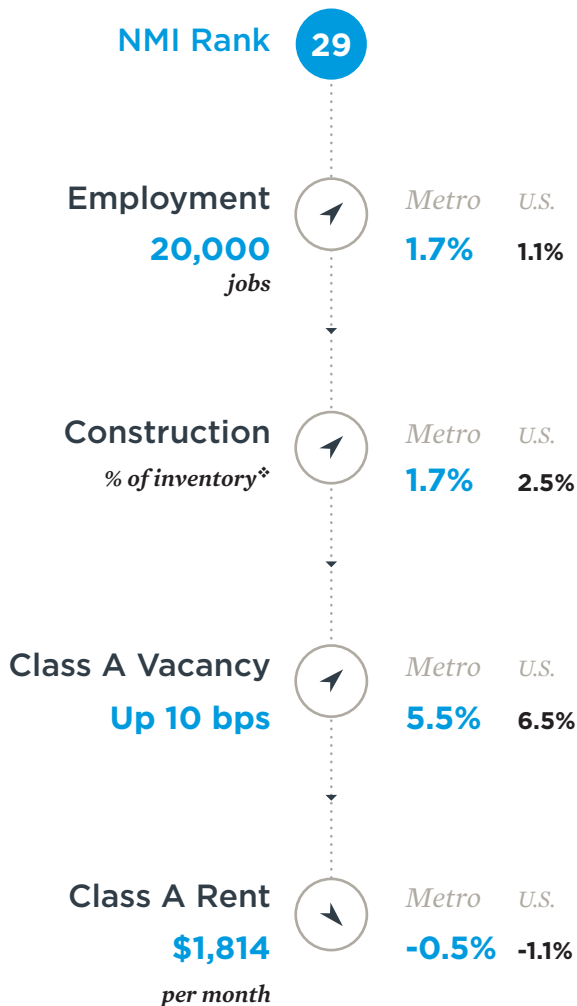 NMI Rank 29
Employment Metro U.S.
20,000 1.7% 1.1%
jobs
Construction Metro U.S.
% of inventory❖ 1.7% 2.5%
Class A Vacancy Metro U.S.
Up 10 bps 5.5% 6.5%
Class A Rent Metro U.S.
$1,814 -0.5% -1.1%
per month